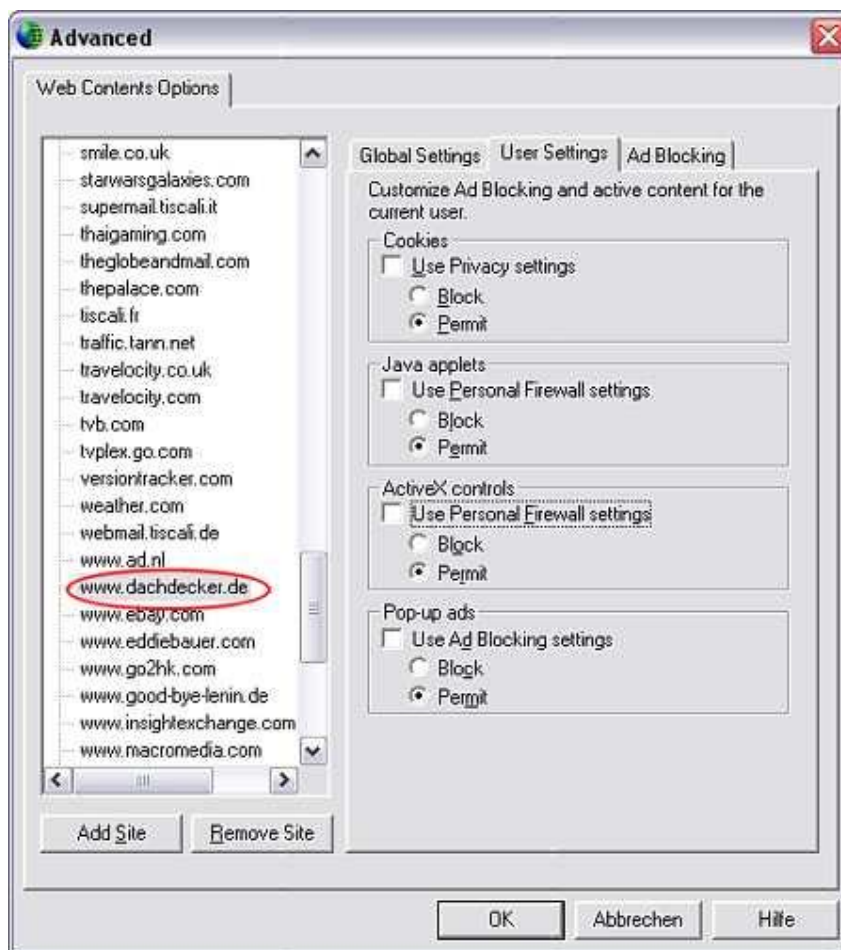 Advanced
Web Contents Options
smile.co.uk
starwarsgalaxies.com
supermail.tiscali.it
thaigaming.com
theglobeandmail.com
thepalace.com
tiscali.fr
traffic.tann.net
travelocity.co.uk
travelocity.com
tvb.com
tvplex.go.com
versiontracker.com
weather.com
webmail.tiscali.de
www.ad.nl
www.dachdecker.de
www.ebay.com
www.eddiebauer.com
www.go2hk.com
www.good-bye-lenin.de
www.insightexchange.com
www.macromedia.com
Add Site
Remove Site
Global Settings
User Settings
Ad Blocking
Customize Ad Blocking and active content for the
current user.
Cookies
Use Privacy settings
Block
Permit
Java applets
Use Personal Firewall settings
Block
Permit
ActiveX controls
Use Personal Firewall settings
Block
Permit
Pop-up ads
Use Ad Blocking settings
Block
Permit
OK
Abbrechen
Hilfe